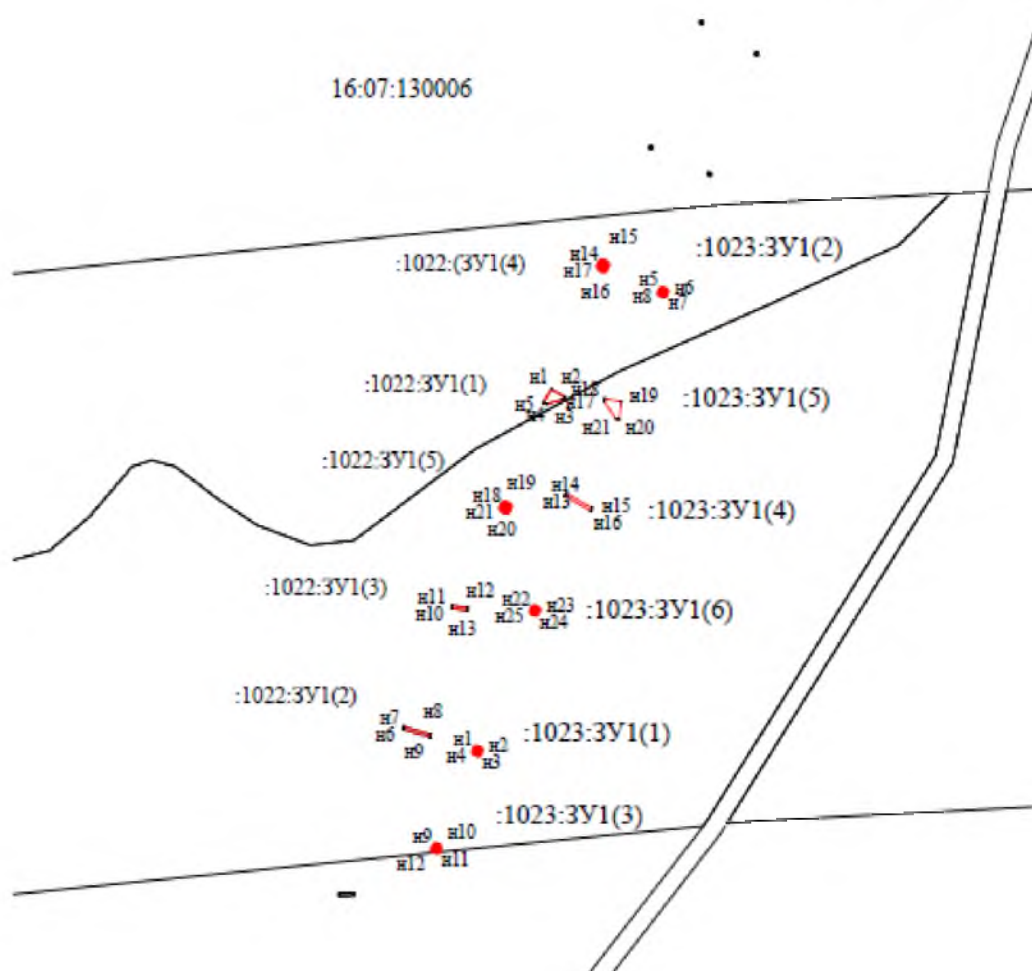 16:07:130006
н15
н14
:1023:ЗУ1(2)
:1022:(ЗУ1(4)
н17
н16
н5
н6
н8
н7
:1022:ЗУ1(1)
н1
н2
н18
н19
:1023:ЗУ1(5)
н5
н17
н4
н3
н21
н20
:1022:ЗУ1(5)
н19
н14
н18
н13
н15
:1023:ЗУ1(4)
н21
н16
н20
:1022:ЗУ1(3)
н11
н12
н22
н23
:1023:ЗУ1(6)
н10
н25
н24
н13
:1022:ЗУ1(2)
н7
н8
н6
н1
н2
:1023:ЗУ1(1)
н9
н4
н3
:1023:ЗУ1(3)
н9
н10
н12
н11